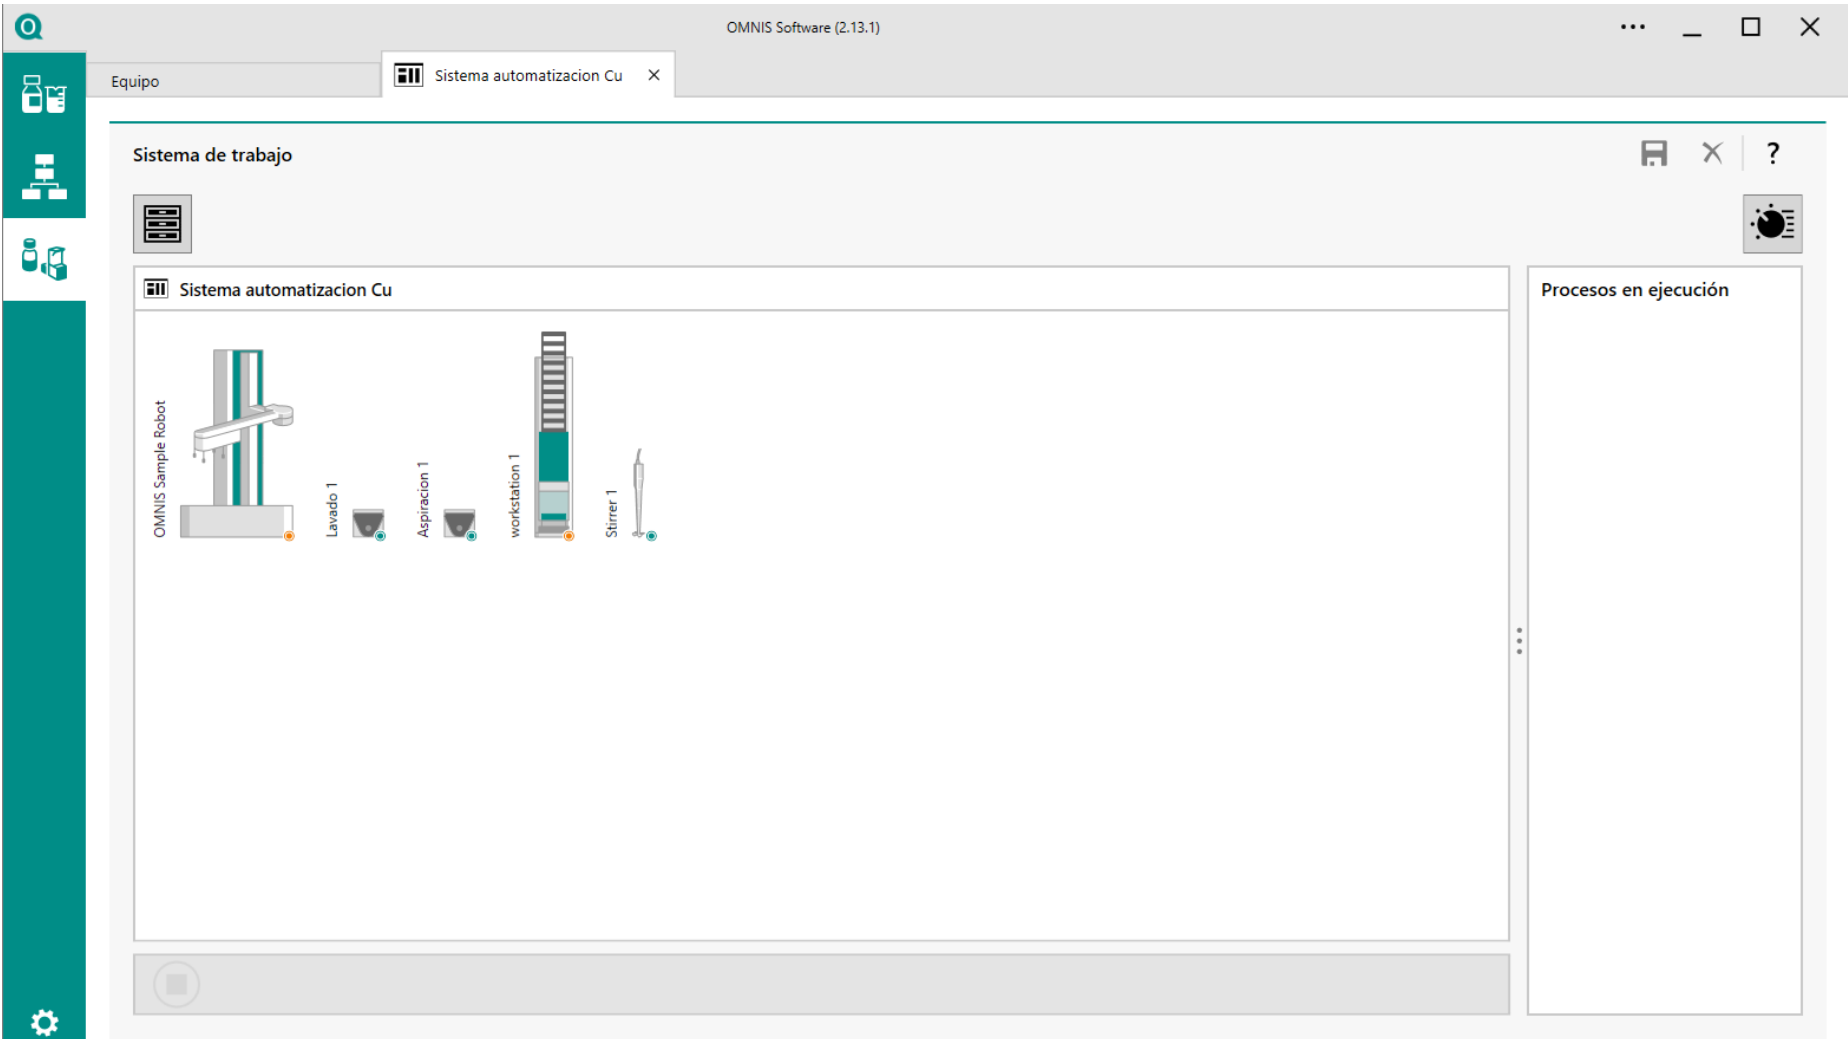 OMNIS Software (2.13.1)
Equipo
Sistema automatizacion Cu
Sistema de trabajo
?
Sistema automatizacion Cu
Procesos en ejecución
OMNIS Sample Robot
Lavado 1
Aspiracion 1
workstation 1
Stirrer 1